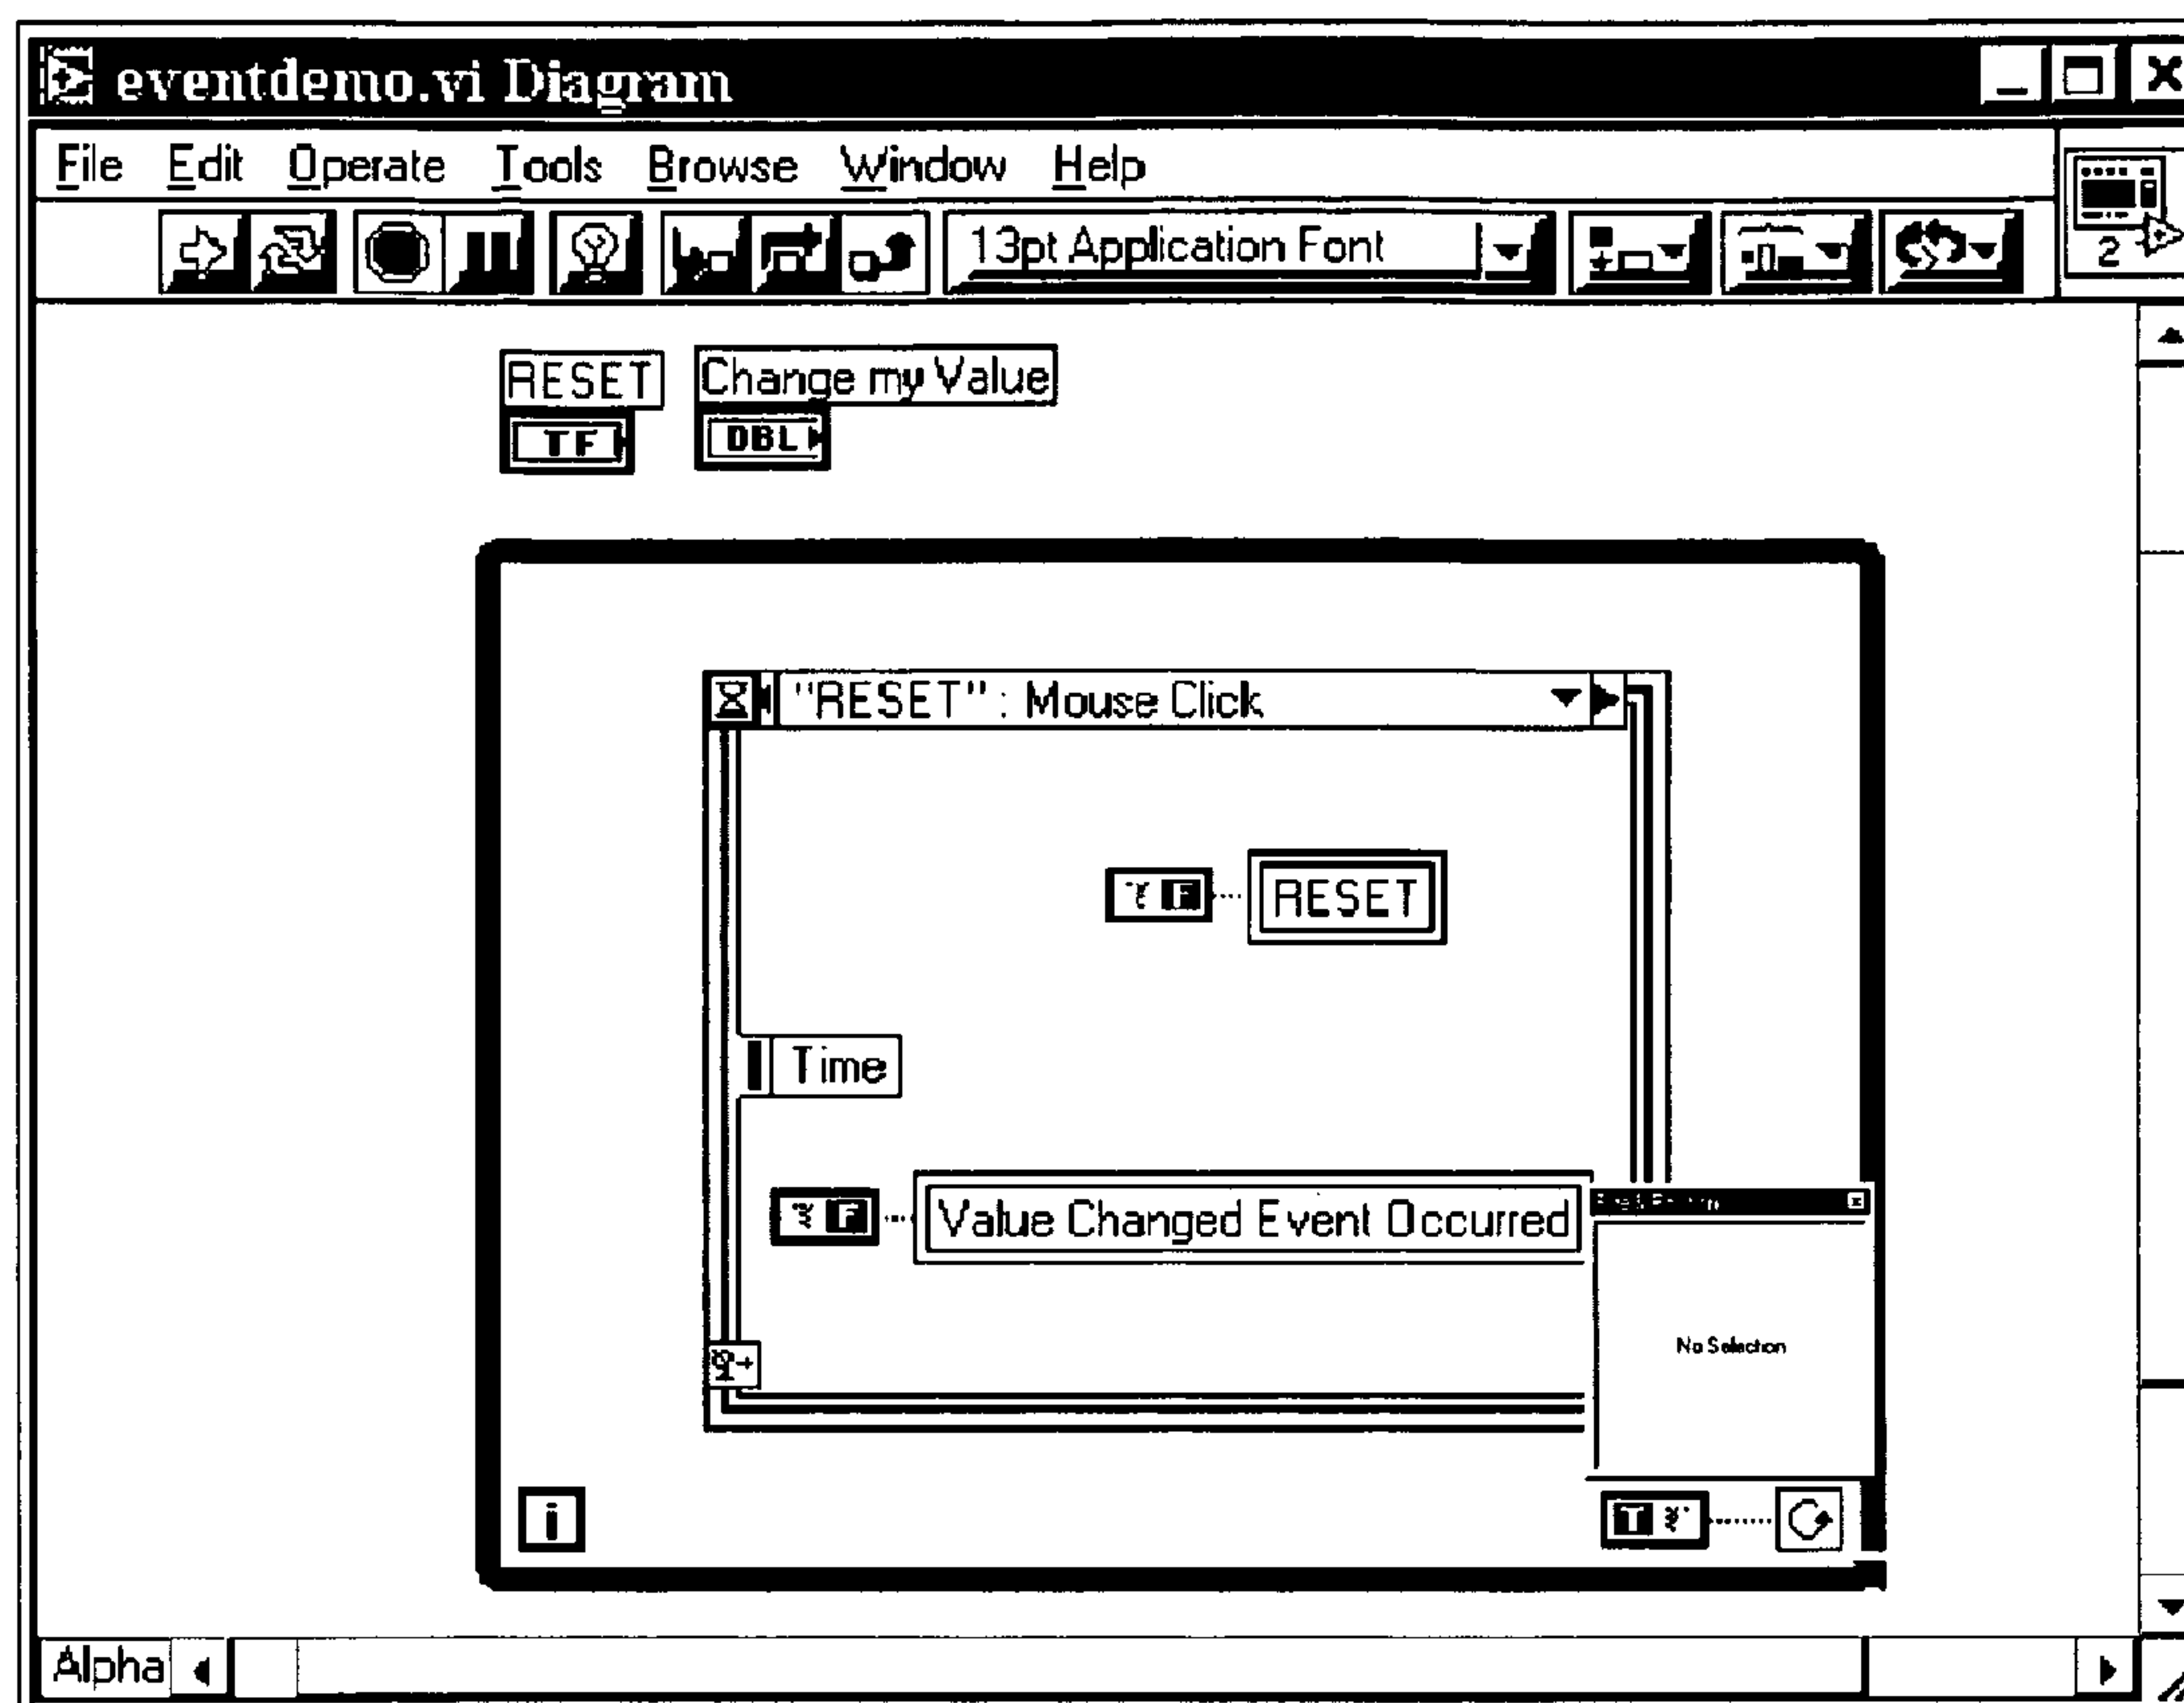 eventdemo.vi Diagram
File Edit Operate Tools Browse Window Help
13pt Application Font
2
RESET Change my Value
TF DBL
"RESET": Mouse Click
F RESET
Time
F Value Changed Event Occurred
No Selection
i T
Alpha